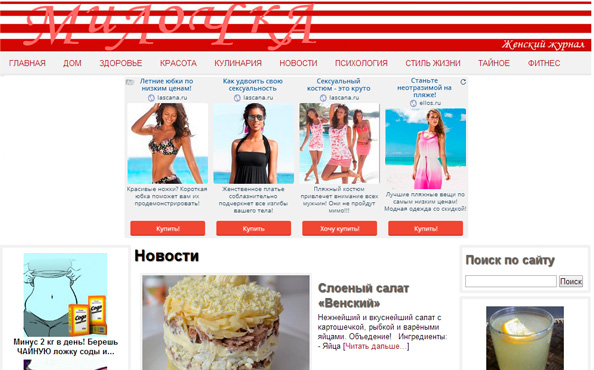 МиЛОЧКА
Женский журнал
ГЛАВНАЯ ДОМ ЗДОРОВЬЕ КРАСОТА КУЛИНАРИЯ НОВОСТИ ПСИХОЛОГИЯ СТИЛЬ ЖИЗНИ ТАЙНОЕ ФИТНЕС
Летние юбки по
низким ценам!
lascana.ru
Красивые ножки? Короткая
юбка поможет вам их
продемонстрировать!
Купить!
Как удвоить свою
сексуальность
lascana.ru
Женственное платье
соблазнительно
подчеркнет все изгибы
вашего тела!
Купить
Сексуальный
костюм - это круто
lascana.ru
Пляжный костюм
привлечет внимание всех
мужчин! Они не пройдут
мимо!!!
Хочу купить!
Станьте
неотразимой на
пляже!
elios.ru
Лучшие пляжные вещи по
самым низким ценам!
Модная одежда со скидкой!
Купить!
Сода
Сода
Минус 2 кг в день! Берешь
ЧАЙНУЮ ложку соды и...
Новости
Слоеный салат
«Венский»
Нежнейший и вкуснейший салат с
картошечкой, рыбкой и варёными
яйцами. Объедение! Ингредиенты:
- Яйца [Читать дальше...]
Поиск по сайту
Поиск